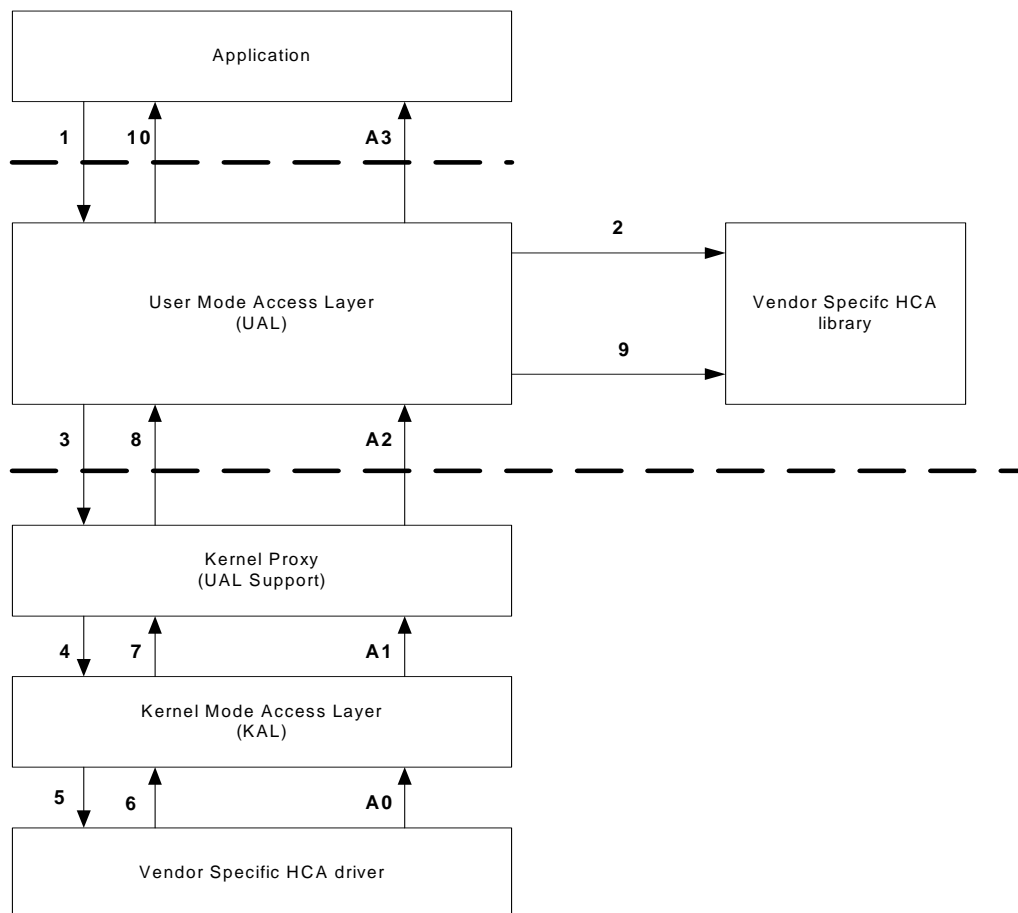 Application
1
10
A3
2
User Mode Access Layer
(UAL)
Vendor Specifc HCA
library
9
3
8
A2
Kernel Proxy
(UAL Support)
4
7
A1
Kernel Mode Access Layer
(KAL)
5
6
A0
Vendor Specific HCA driver